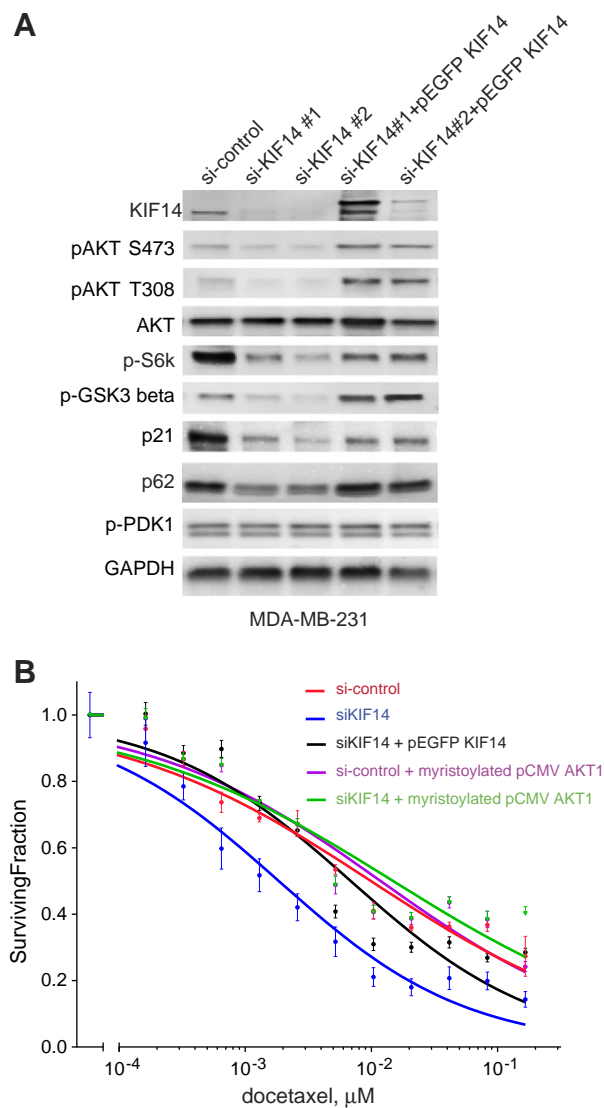 A
si-control
si-KIF14 #1
si-KIF14 #2
si-KIF14#1+pEGFP KIF14
si-KIF14#2+pEGFP KIF14
KIF14
pAKT S473
pAKT T308
AKT
p-S6k
p-GSK3 beta
p21
p62
p-PDK1
GAPDH
MDA-MB-231
B
si-control
siKIF14
siKIF14 + pEGFP KIF14
si-control + myristoylated pCMV AKT1
siKIF14 + myristoylated pCMV AKT1
SurvivingFraction
1.0
0.8
0.6
0.4
0.2
0.0
10⁻⁴ 10⁻³ 10⁻² 10⁻¹
docetaxel, μM